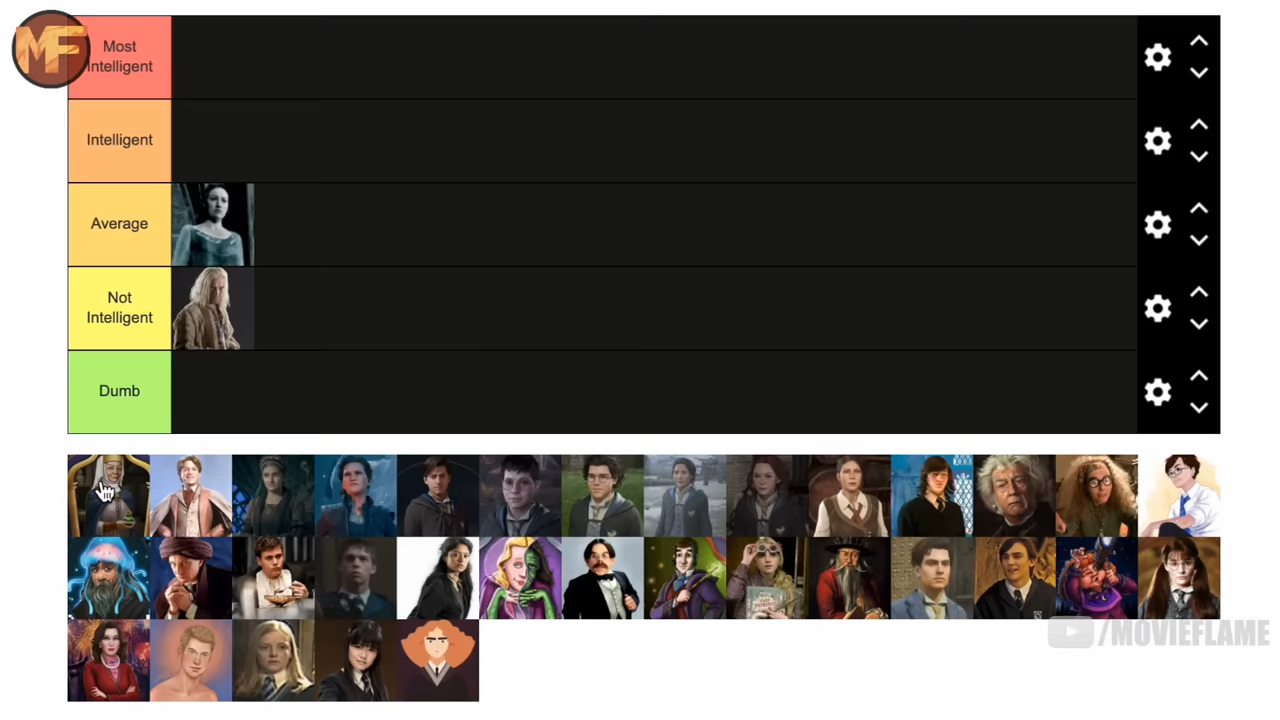 MF
Most
Intelligent
Intelligent
Average
Not
Intelligent
Dumb
/MOVIEFLAME